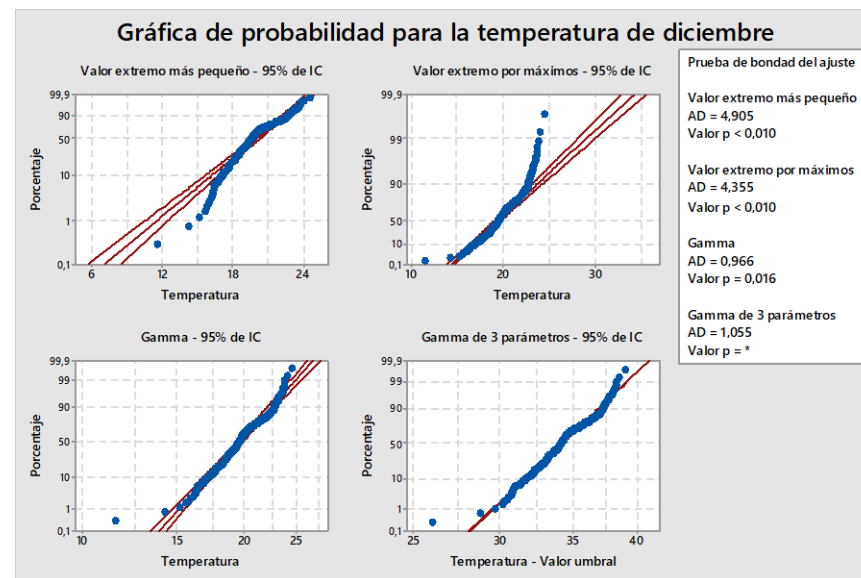 Gráfica de probabilidad para la temperatura de diciembre
Valor extremo más pequeño - 95% de IC
99,9
90
50
10
1
0,1
Porcentaje
6 12 18 24
Temperatura
Valor extremo por máximos - 95% de IC
99,9
99
90
50
10
0,1
Porcentaje
10 20 30
Temperatura
Gamma - 95% de IC
99,9
99
90
50
10
1
0,1
Porcentaje
10 15 20 25
Temperatura
Gamma de 3 parámetros - 95% de IC
99,9
99
90
50
10
1
0,1
Porcentaje
25 30 35 40
Temperatura - Valor umbral
Prueba de bondad del ajuste
Valor extremo más pequeño
AD = 4,905
Valor p < 0,010
Valor extremo por máximos
AD = 4,355
Valor p < 0,010
Gamma
AD = 0,966
Valor p = 0,016
Gamma de 3 parámetros
AD = 1,055
Valor p = *